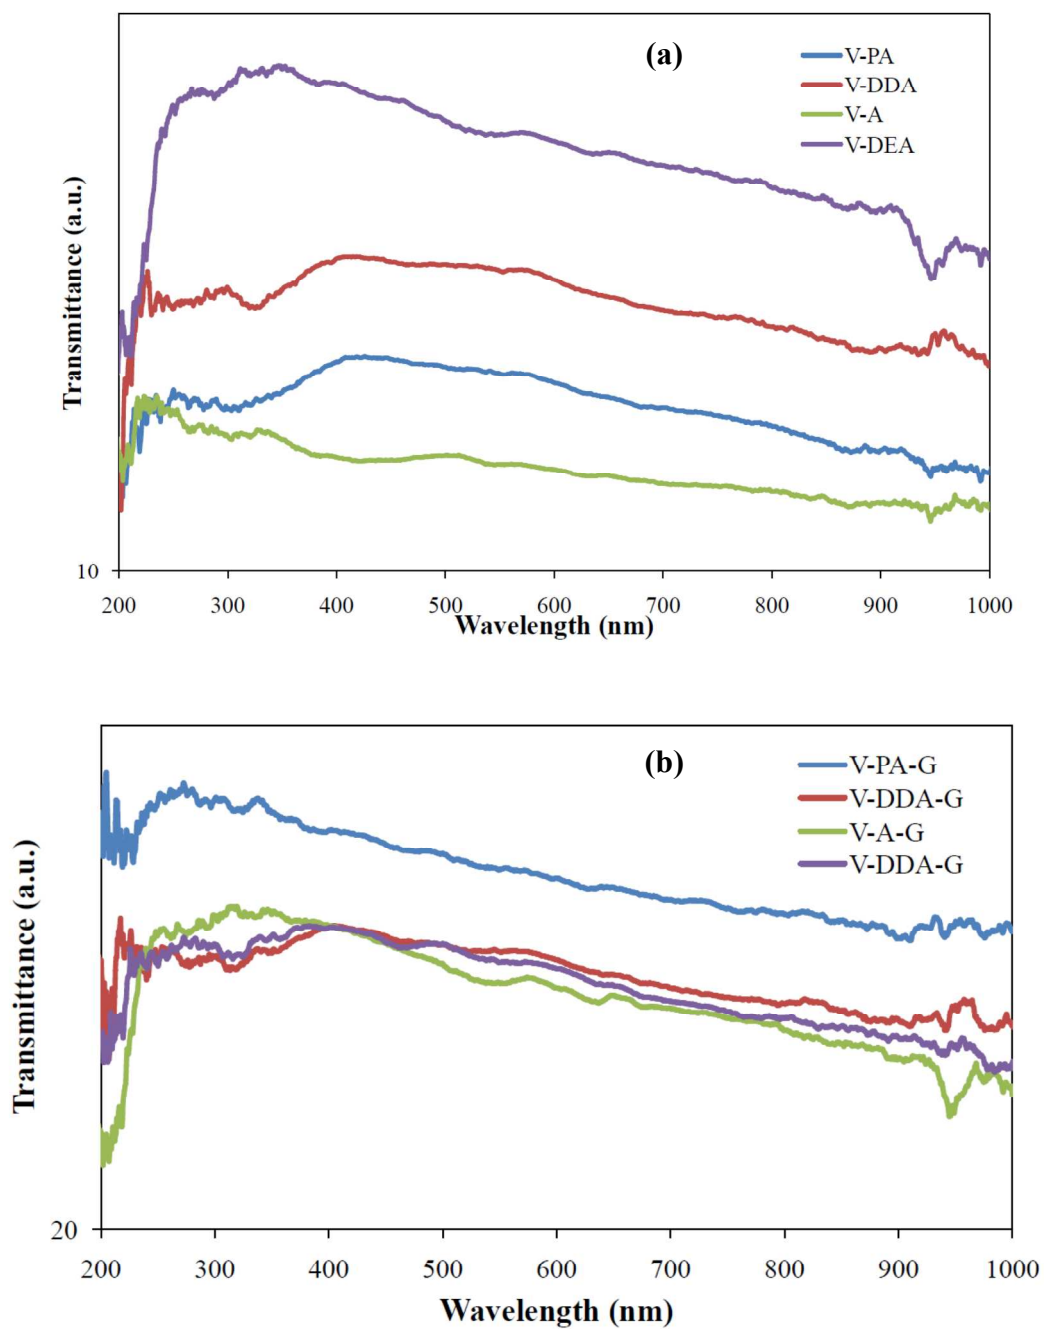 (a)
V-PA
V-DDA
V-A
V-DEA
Transmittance (a.u.)
10
200 300 400 500 600 700 800 900 1000
Wavelength (nm)
(b)
V-PA-G
V-DDA-G
V-A-G
V-DDA-G
Transmittance (a.u.)
20
200 300 400 500 600 700 800 900 1000
Wavelength (nm)